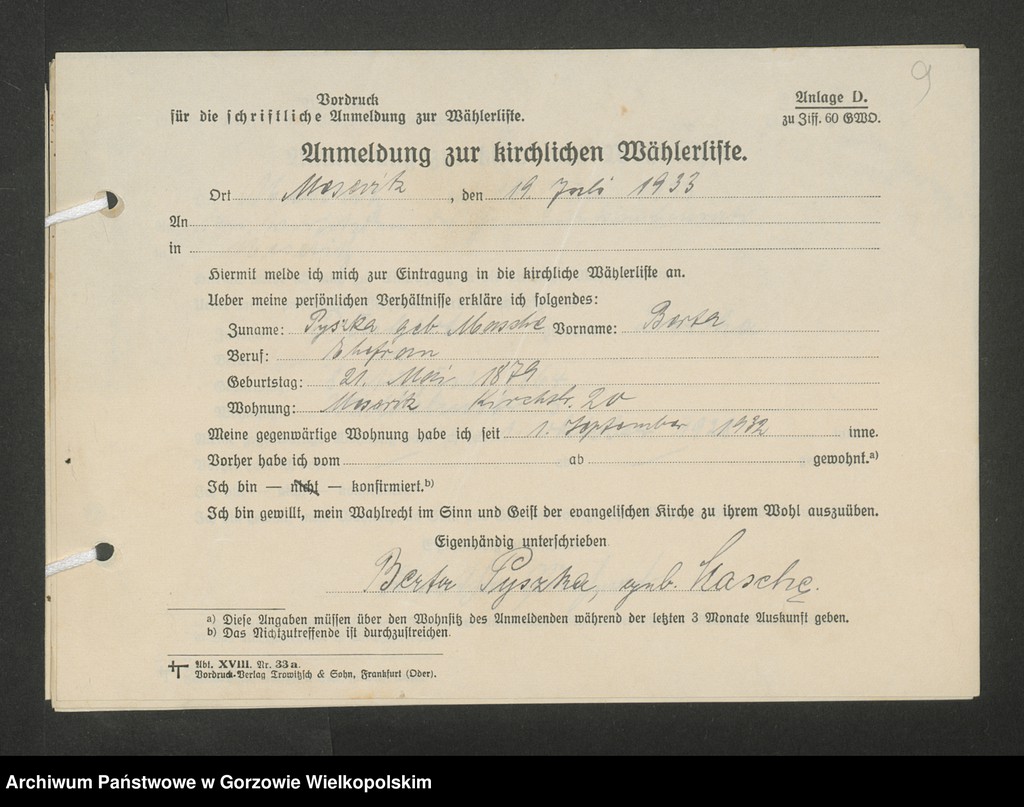 9
Vordruck
für die schriftliche Anmeldung zur Wählerliste.
Anlage D.
zu Ziff. 60 GWO.
Anmeldung zur kirchlichen Wählerliste.
Ort Meseritz, den 19. Juli 1933
An
in
Hiermit melde ich mich zur Eintragung in die kirchliche Wählerliste an.
Ueber meine persönlichen Verhältnisse erkläre ich folgendes:
Zuname: Pyszka geb. Masche Vorname: Berta
Beruf: Ehefrau
Geburtstag: 21. Mai 1879
Wohnung: Meseritz Kirchstr. 20
Meine gegenwärtige Wohnung habe ich seit 1. September 1932 inne.
Vorher habe ich vom ab gewohnt.a)
Ich bin — nicht — konfirmiert.b)
Ich bin gewillt, mein Wahlrecht im Sinn und Geist der evangelischen Kirche zu ihrem Wohl auszuüben.
Eigenhändig unterschrieben
Berta Pyszka, geb.
a) Diese Angaben müssen über den Wohnsitz des Anmeldenden während der letzten 3 Monate Auskunft geben.
b) Das Nichtzutreffende ist durchzustreichen.
Abt. XVIII. Nr. 33a.
Vordruck-Verlag Trowitzsch & Sohn, Frankfurt (Oder).
Archiwum Państwowe w Gorzowie Wielkopolskim